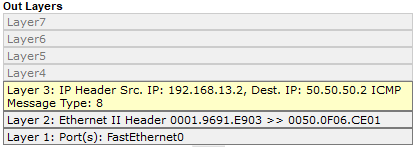 Out Layers
Layer7
Layer6
Layer5
Layer4
Layer 3: IP Header Src. IP: 192.168.13.2, Dest. IP: 50.50.50.2 ICMP
Message Type: 8
Layer 2: Ethernet II Header 0001.9691.E903 >> 0050.0F06.CE01
Layer 1: Port(s): FastEthernet0